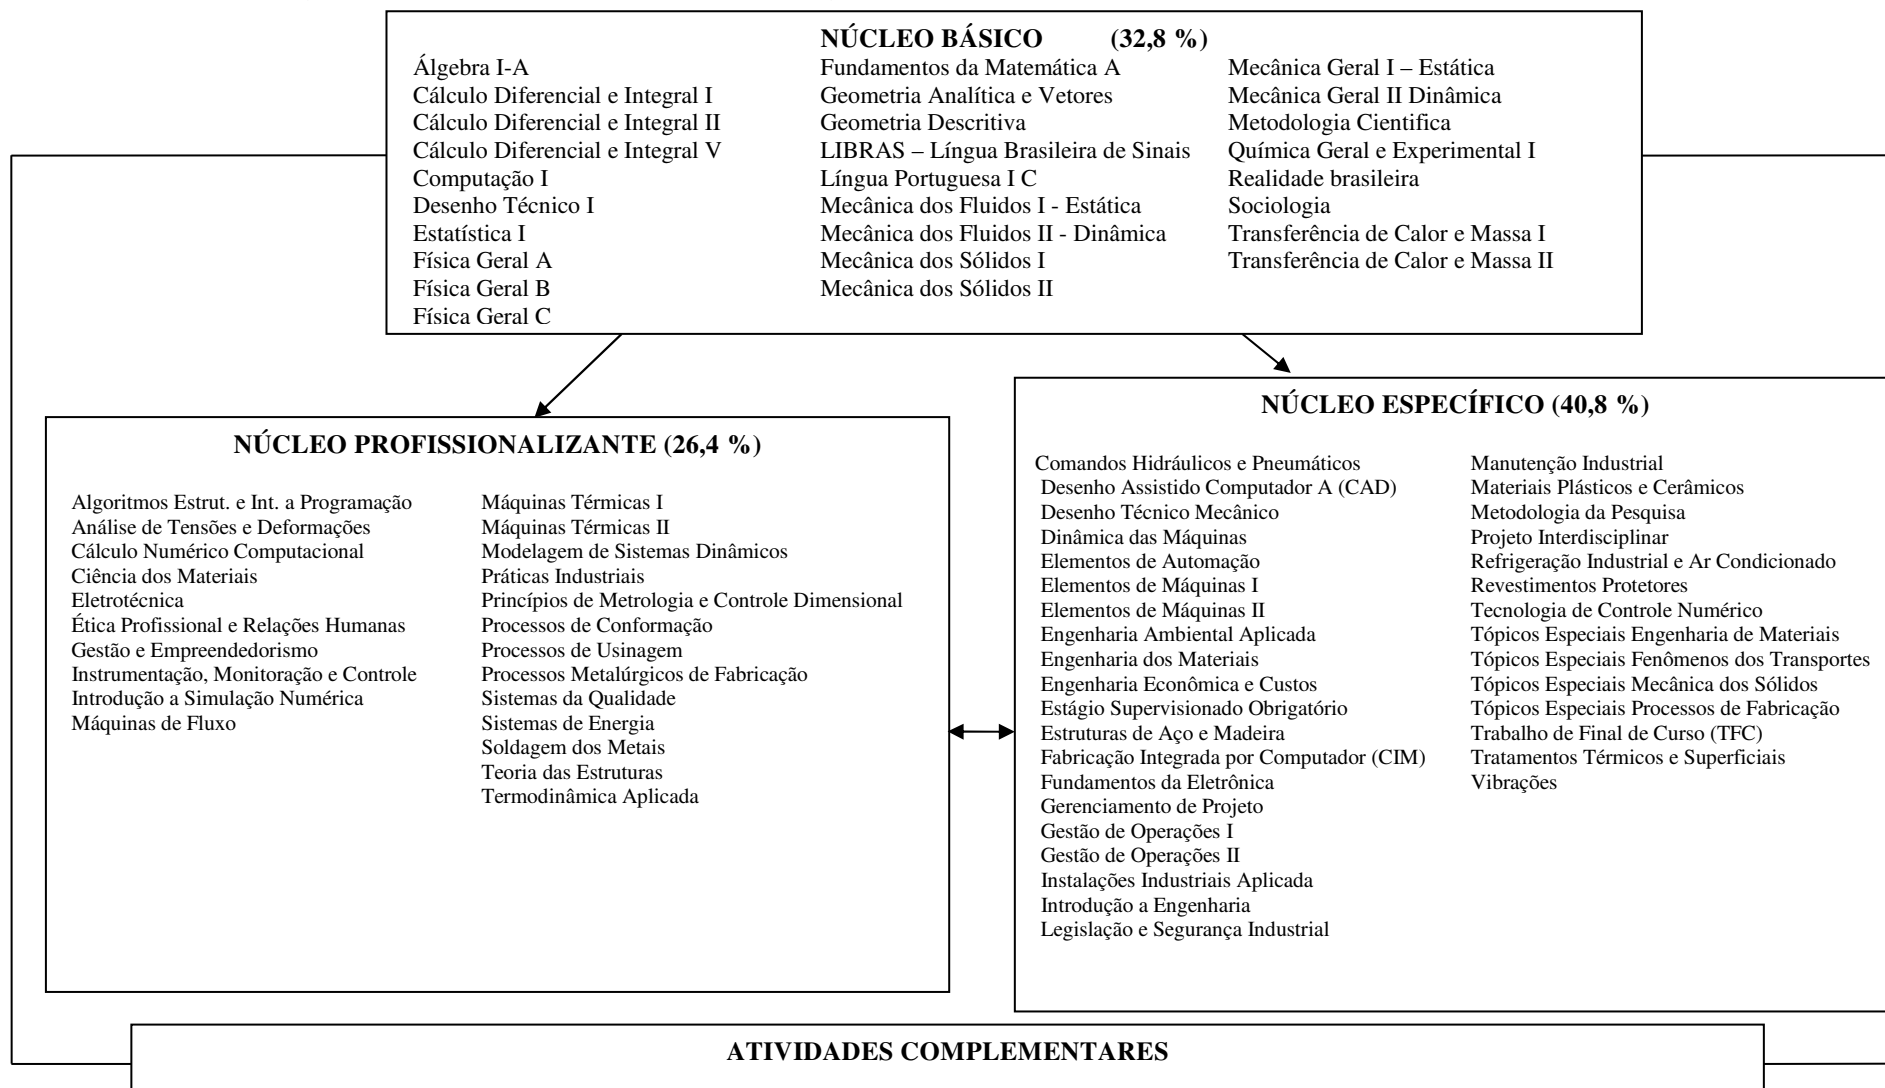 NÚCLEO BÁSICO (32,8 %)
Álgebra I-A
Cálculo Diferencial e Integral I
Cálculo Diferencial e Integral II
Cálculo Diferencial e Integral V
Computação I
Desenho Técnico I
Estatística I
Física Geral A
Física Geral B
Física Geral C
Fundamentos da Matemática A
Geometria Analítica e Vetores
Geometria Descritiva
LIBRAS – Língua Brasileira de Sinais
Língua Portuguesa I C
Mecânica dos Fluidos I - Estática
Mecânica dos Fluidos II - Dinâmica
Mecânica dos Sólidos I
Mecânica dos Sólidos II
Mecânica Geral I – Estática
Mecânica Geral II Dinâmica
Metodologia Cientifica
Química Geral e Experimental I
Realidade brasileira
Sociologia
Transferência de Calor e Massa I
Transferência de Calor e Massa II
NÚCLEO PROFISSIONALIZANTE (26,4 %)
Algoritmos Estrut. e Int. a Programação
Análise de Tensões e Deformações
Cálculo Numérico Computacional
Ciência dos Materiais
Eletrotécnica
Ética Profissional e Relações Humanas
Gestão e Empreendedorismo
Instrumentação, Monitoração e Controle
Introdução a Simulação Numérica
Máquinas de Fluxo
Máquinas Térmicas I
Máquinas Térmicas II
Modelagem de Sistemas Dinâmicos
Práticas Industriais
Princípios de Metrologia e Controle Dimensional
Processos de Conformação
Processos de Usinagem
Processos Metalúrgicos de Fabricação
Sistemas da Qualidade
Sistemas de Energia
Soldagem dos Metais
Teoria das Estruturas
Termodinâmica Aplicada
NÚCLEO ESPECÍFICO (40,8 %)
Comandos Hidráulicos e Pneumáticos
Desenho Assistido Computador A (CAD)
Desenho Técnico Mecânico
Dinâmica das Máquinas
Elementos de Automação
Elementos de Máquinas I
Elementos de Máquinas II
Engenharia Ambiental Aplicada
Engenharia dos Materiais
Engenharia Econômica e Custos
Estágio Supervisionado Obrigatório
Estruturas de Aço e Madeira
Fabricação Integrada por Computador (CIM)
Fundamentos da Eletrônica
Gerenciamento de Projeto
Gestão de Operações I
Gestão de Operações II
Instalações Industriais Aplicada
Introdução a Engenharia
Legislação e Segurança Industrial
Manutenção Industrial
Materiais Plásticos e Cerâmicos
Metodologia da Pesquisa
Projeto Interdisciplinar
Refrigeração Industrial e Ar Condicionado
Revestimentos Protetores
Tecnologia de Controle Numérico
Tópicos Especiais Engenharia de Materiais
Tópicos Especiais Fenômenos dos Transportes
Tópicos Especiais Mecânica dos Sólidos
Tópicos Especiais Processos de Fabricação
Trabalho de Final de Curso (TFC)
Tratamentos Térmicos e Superficiais
Vibrações
ATIVIDADES COMPLEMENTARES